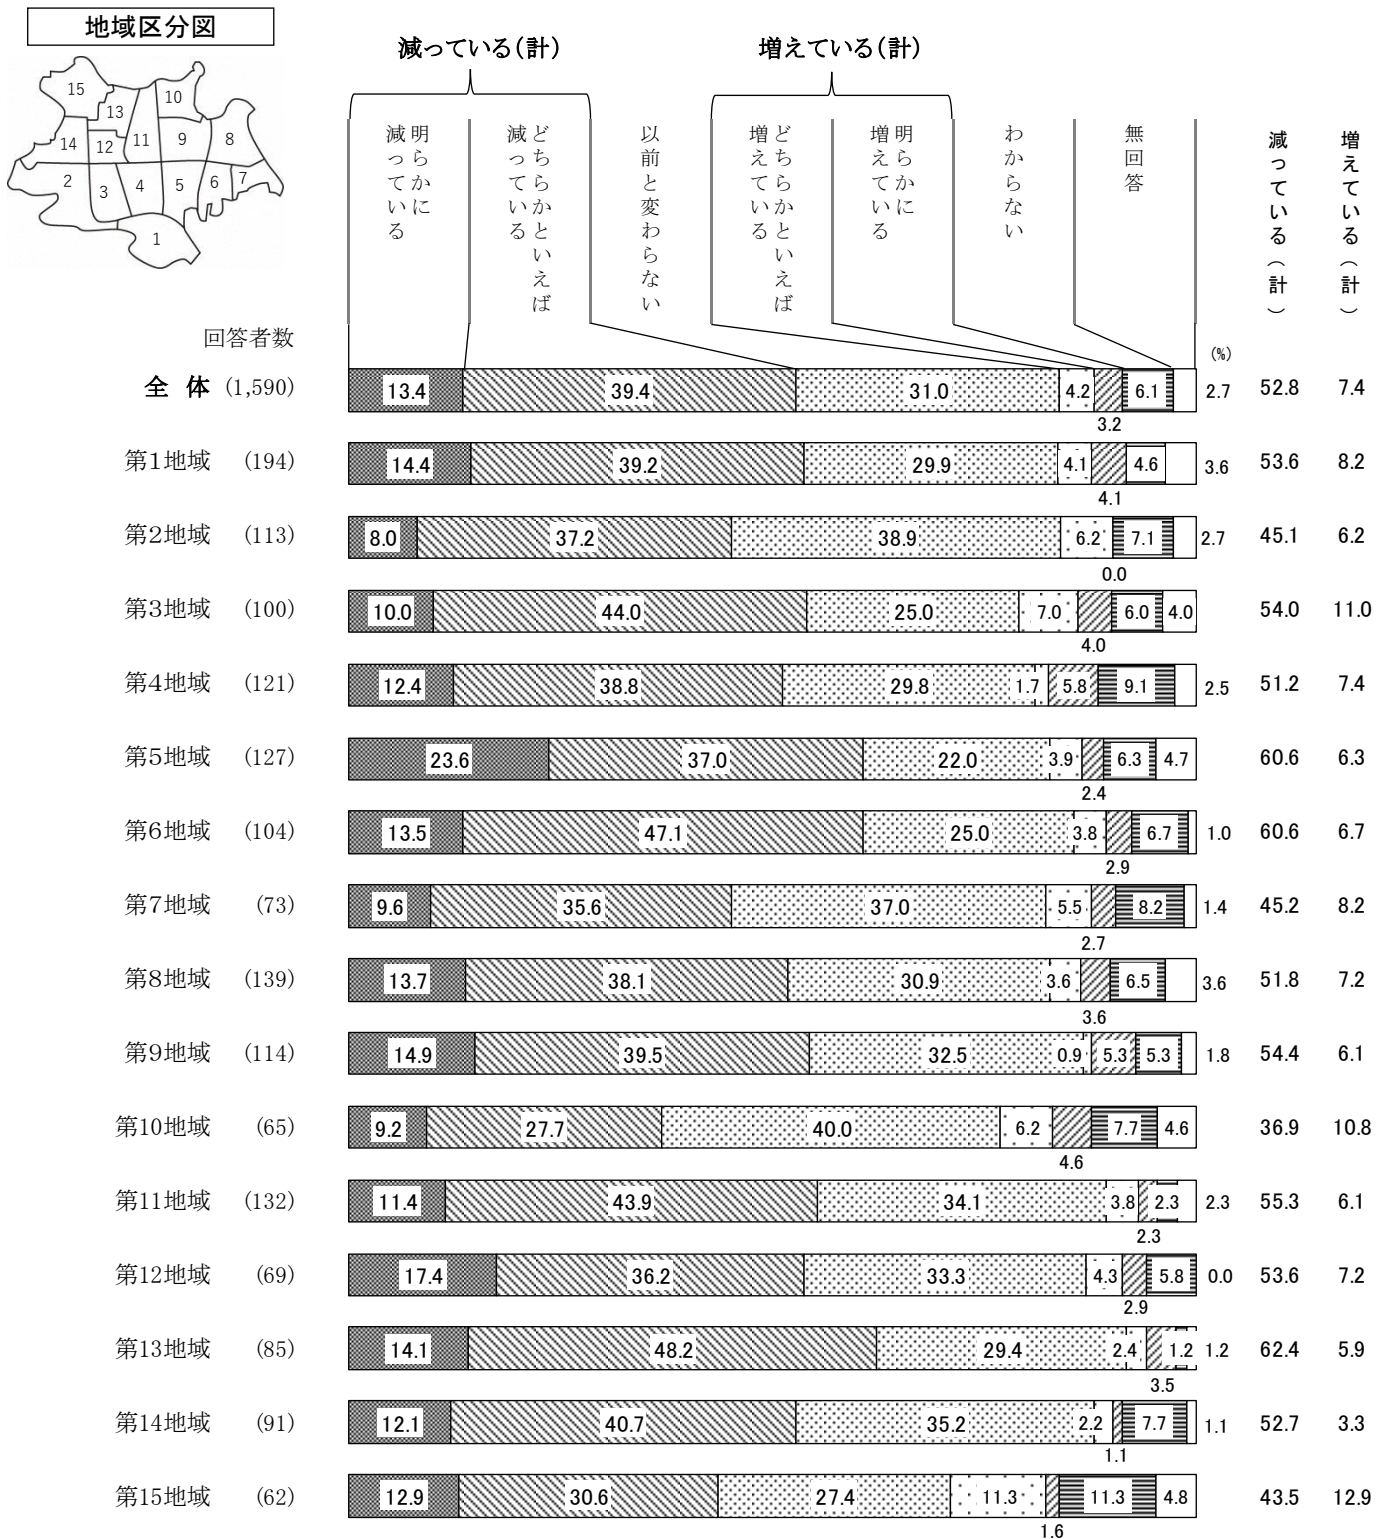 地域区分図
15
10
13
14
12
11
9
8
2
3
4
5
6
7
1
減っている(計)
増えている(計)
明らかに
減っている
どちらかといえば
減っている
以前と変わらない
どちらかといえば
増えている
明らかに
増えている
わからない
無回答
減っている(計)
増えている(計)
回答者数
(%)
全 体 (1,590) 13.4 39.4 31.0 4.2 6.1 2.7 52.8 7.4
3.2
第1地域 (194) 14.4 39.2 29.9 4.1 4.6 3.6 53.6 8.2
4.1
第2地域 (113) 8.0 37.2 38.9 6.2 7.1 2.7 45.1 6.2
0.0
第3地域 (100) 10.0 44.0 25.0 7.0 6.0 4.0 54.0 11.0
4.0
第4地域 (121) 12.4 38.8 29.8 1.7 5.8 9.1 2.5 51.2 7.4
第5地域 (127) 23.6 37.0 22.0 3.9 6.3 4.7 60.6 6.3
2.4
第6地域 (104) 13.5 47.1 25.0 3.8 6.7 1.0 60.6 6.7
2.9
第7地域 (73) 9.6 35.6 37.0 5.5 8.2 1.4 45.2 8.2
2.7
第8地域 (139) 13.7 38.1 30.9 3.6 6.5 3.6 51.8 7.2
3.6
第9地域 (114) 14.9 39.5 32.5 0.9 5.3 5.3 1.8 54.4 6.1
第10地域 (65) 9.2 27.7 40.0 6.2 7.7 4.6 36.9 10.8
4.6
第11地域 (132) 11.4 43.9 34.1 3.8 2.3 2.3 55.3 6.1
2.3
第12地域 (69) 17.4 36.2 33.3 4.3 5.8 0.0 53.6 7.2
2.9
第13地域 (85) 14.1 48.2 29.4 2.4 1.2 1.2 62.4 5.9
3.5
第14地域 (91) 12.1 40.7 35.2 2.2 7.7 1.1 52.7 3.3
1.1
第15地域 (62) 12.9 30.6 27.4 11.3 11.3 4.8 43.5 12.9
1.6